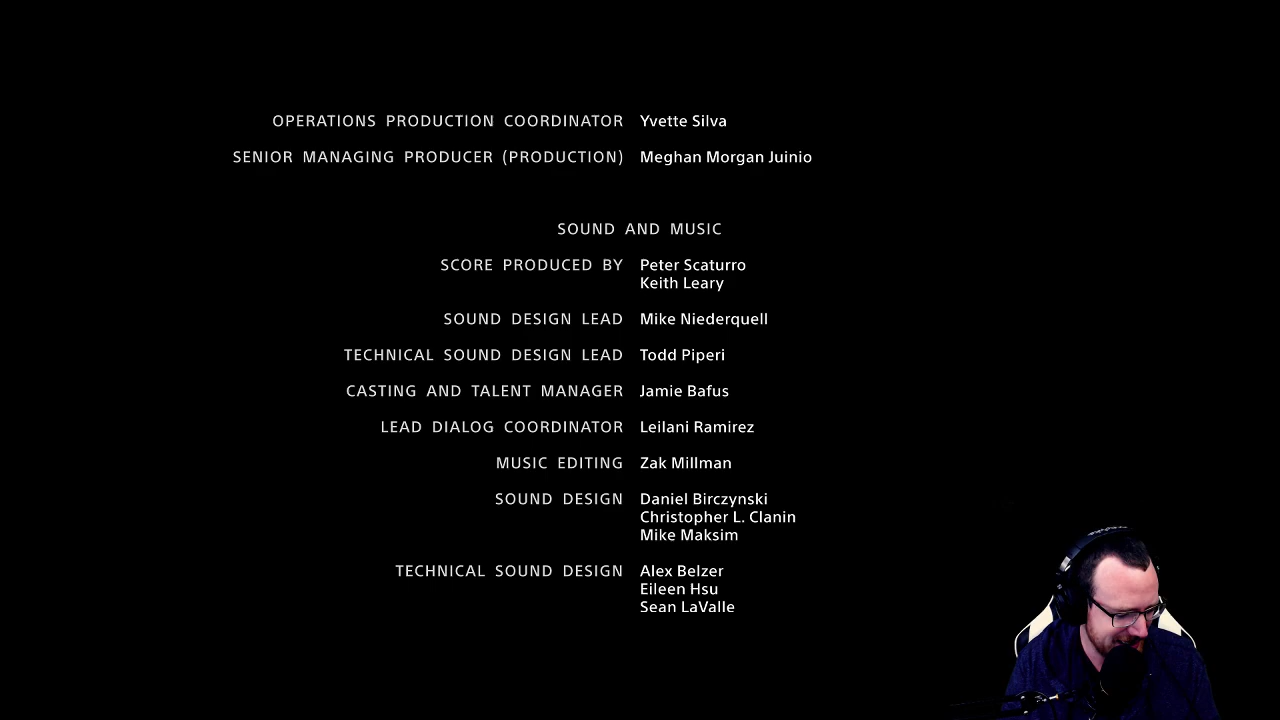 OPERATIONS PRODUCTION COORDINATOR Yvette Silva
SENIOR MANAGING PRODUCER (PRODUCTION) Meghan Morgan Juinio
SOUND AND MUSIC
SCORE PRODUCED BY Peter Scaturro
Keith Leary
SOUND DESIGN LEAD Mike Niederquell
TECHNICAL SOUND DESIGN LEAD Todd Piperi
CASTING AND TALENT MANAGER Jamie Bafus
LEAD DIALOG COORDINATOR Leilani Ramirez
MUSIC EDITING Zak Millman
SOUND DESIGN Daniel Birczynski
Christopher L. Clanin
Mike Maksim
TECHNICAL SOUND DESIGN Alex Belzer
Eileen Hsu
Sean LaValle